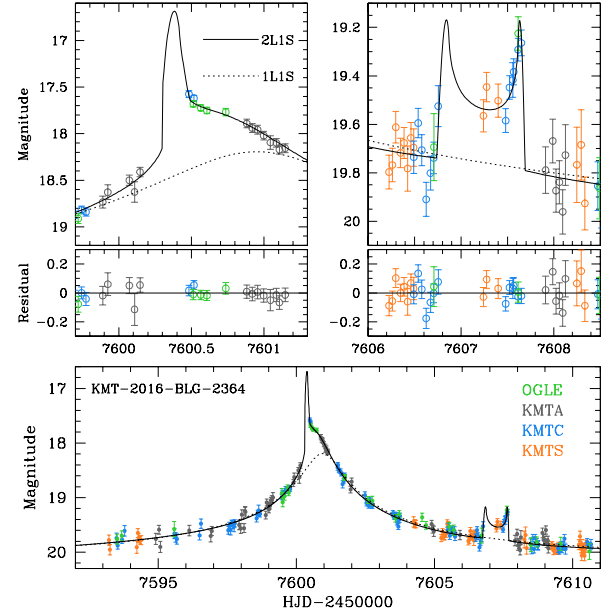 17
17.5
18
18.5
19
Magnitude
2L1S
1L1S
19.2
19.4
19.6
19.8
20
0.2
0
−0.2
Residual
7600
7600.5
7601
0.2
0
−0.2
7606
7607
7608
KMT−2016−BLG−2364
OGLE
KMTA
KMTC
KMTS
17
18
19
20
Magnitude
7595
7600
7605
7610
HJD−2450000